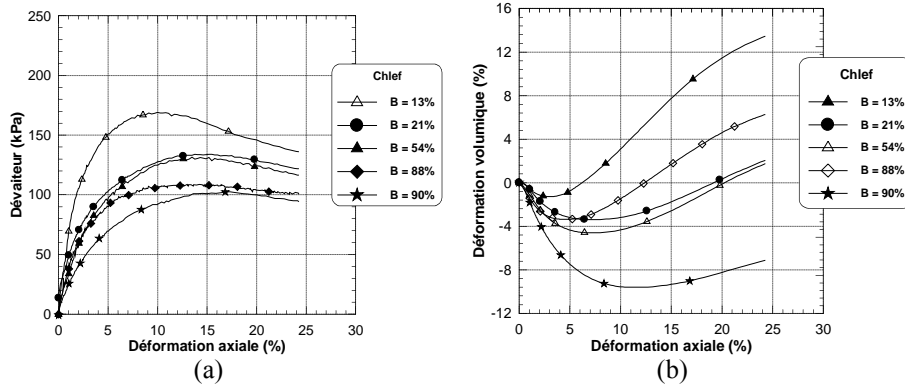 250
200
150
100
50
0
Dévaiteur (kPa)
0 5 10 15 20 25 30
Déformation axiale (%)
Chlef
B = 13%
B = 21%
B = 54%
B = 88%
B = 90%
(a)
16
12
8
4
0
-4
-8
-12
Déformation volumique (%)
0 5 10 15 20 25 30
Déformation axiale (%)
Chlef
B = 13%
B = 21%
B = 54%
B = 88%
B = 90%
(b)